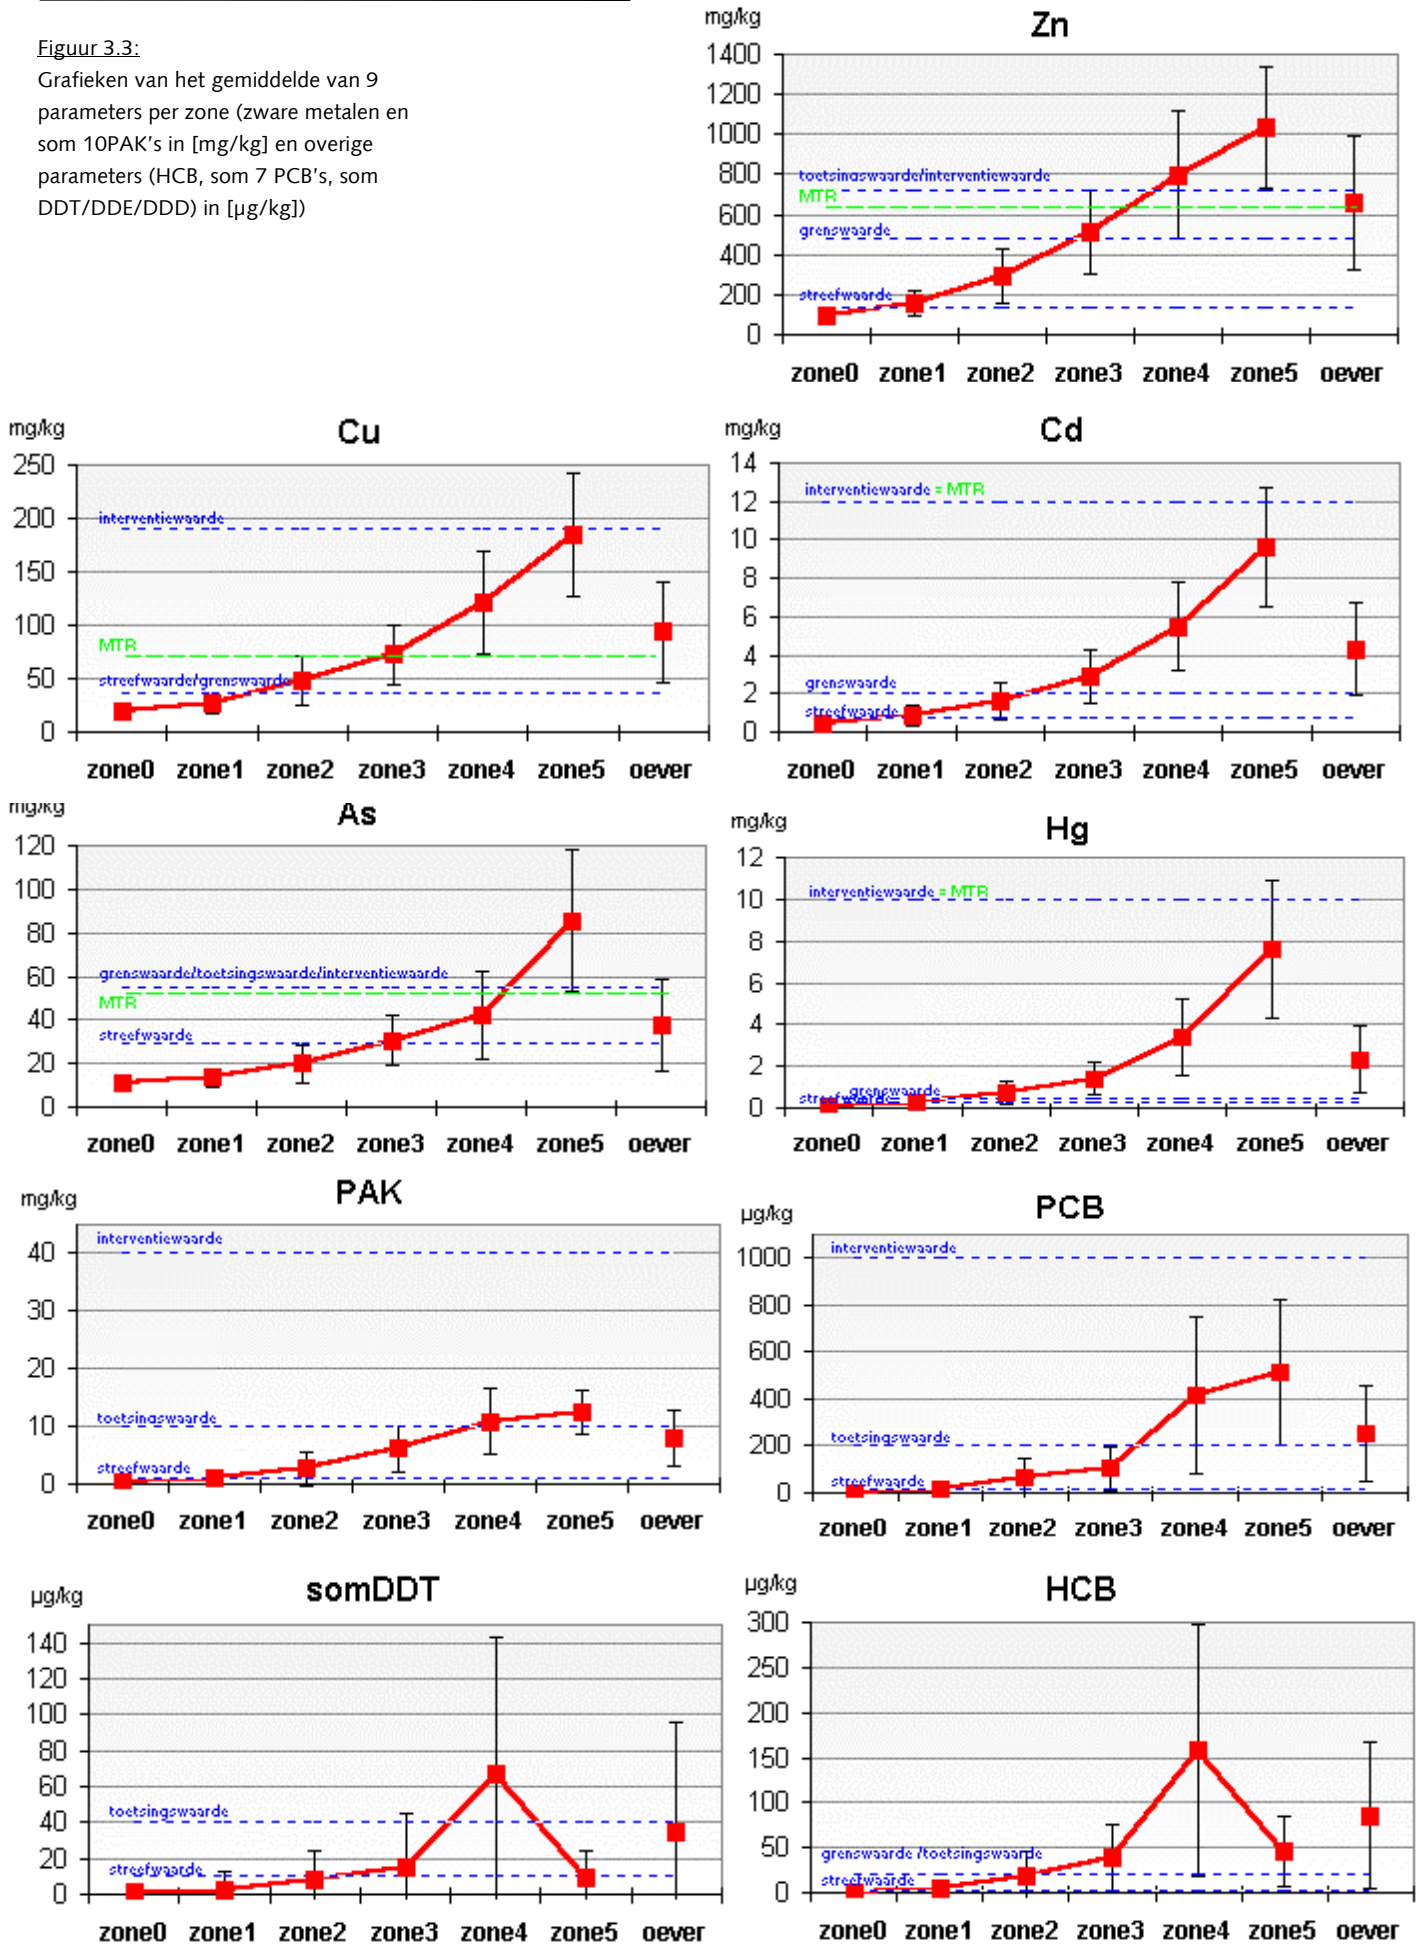 Figuur 3.3:
Grafieken van het gemiddelde van 9
parameters per zone (zware metalen en
som 10PAK's in [mg/kg] en overige
parameters (HCB, som 7 PCB's, som
DDT/DDE/DDD) in [µg/kg])
mg/kg
Zn
1400
1200
1000
800
600
400
200
0
toetsingswaarde/interventiewaarde
MTR
grenswaarde
streefwaarde
zone0 zone1 zone2 zone3 zone4 zone5 oever
mg/kg
Cu
250
200
150
100
50
0
interventiewaarde
MTR
streefwaarde/grenswaarde
zone0 zone1 zone2 zone3 zone4 zone5 oever
mg/kg
Cd
14
12
10
8
6
4
2
0
interventiewaarde = MTR
grenswaarde
streefwaarde
zone0 zone1 zone2 zone3 zone4 zone5 oever
mg/kg
As
120
100
80
60
40
20
0
grenswaarde/toetsingswaarde/interventiewaarde
MTR
streefwaarde
zone0 zone1 zone2 zone3 zone4 zone5 oever
mg/kg
Hg
12
10
8
6
4
2
0
interventiewaarde = MTR
grenswaarde
streefwaarde
zone0 zone1 zone2 zone3 zone4 zone5 oever
mg/kg
PAK
40
30
20
10
0
interventiewaarde
toetsingswaarde
streefwaarde
zone0 zone1 zone2 zone3 zone4 zone5 oever
µg/kg
PCB
1000
800
600
400
200
0
interventiewaarde
toetsingswaarde
streefwaarde
zone0 zone1 zone2 zone3 zone4 zone5 oever
µg/kg
somDDT
140
120
100
80
60
40
20
0
toetsingswaarde
streefwaarde
zone0 zone1 zone2 zone3 zone4 zone5 oever
µg/kg
HCB
300
250
200
150
100
50
0
grenswaarde /toetsingswaarde
streefwaarde
zone0 zone1 zone2 zone3 zone4 zone5 oever